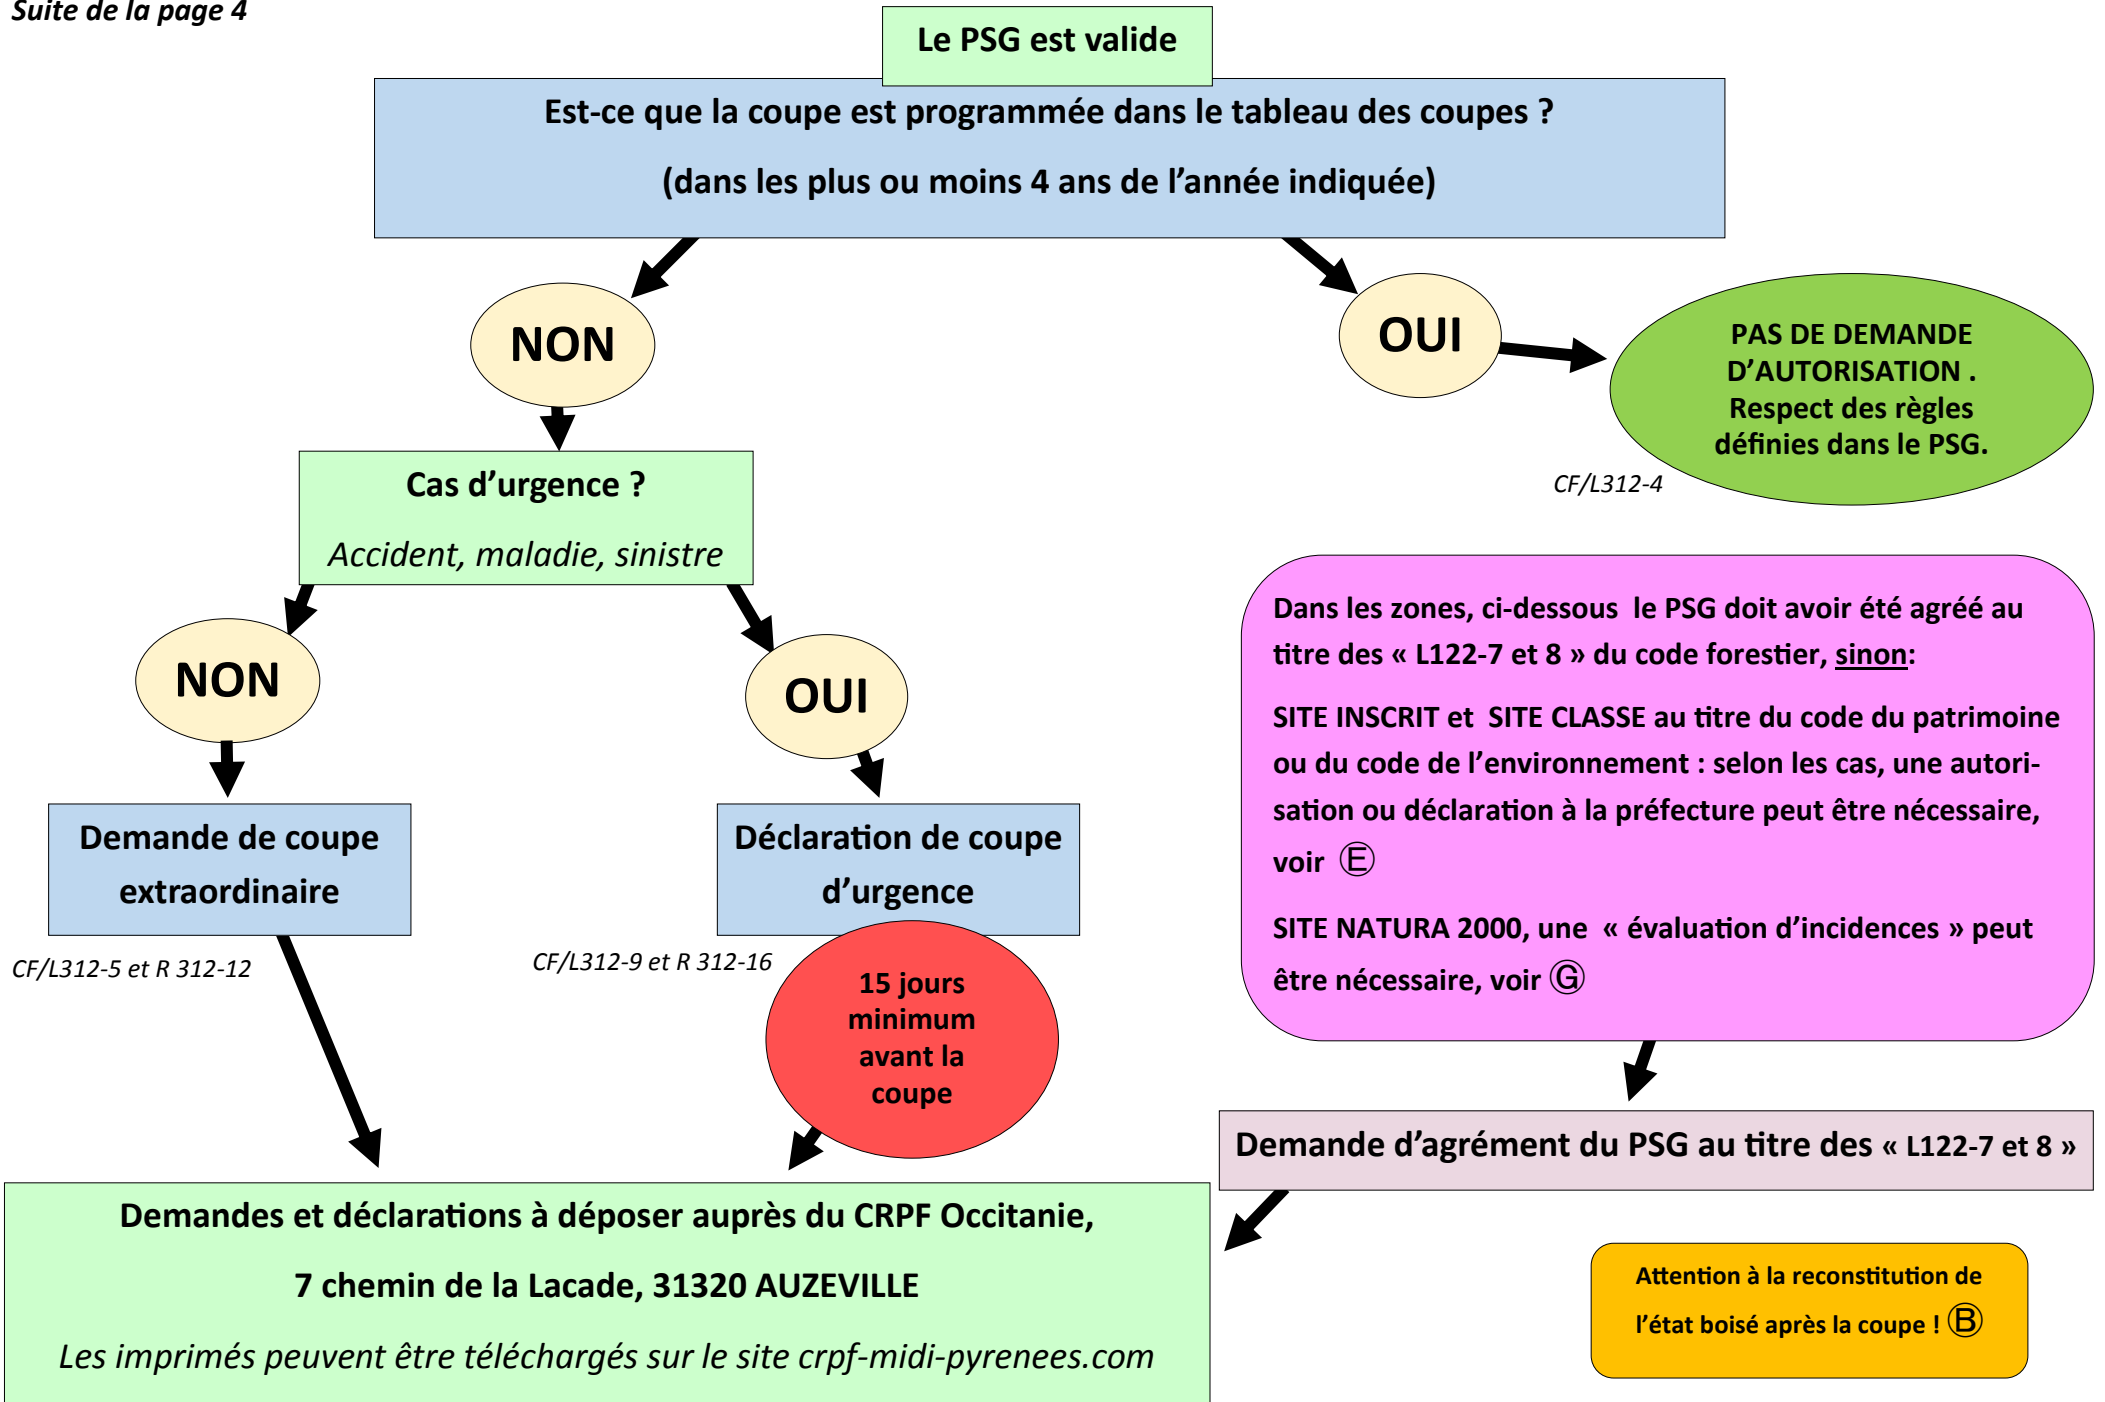 Suite de la page 4
Le PSG est valide
Est-ce que la coupe est programmée dans le tableau des coupes ?
(dans les plus ou moins 4 ans de l’année indiquée)
NON
OUI
PAS DE DEMANDE
D’AUTORISATION .
Respect des règles
définies dans le PSG.
CF/L312-4
Cas d’urgence ?
Accident, maladie, sinistre
NON
OUI
Demande de coupe
extraordinaire
CF/L312-5 et R 312-12
Déclaration de coupe
d’urgence
CF/L312-9 et R 312-16
15 jours
minimum
avant la
coupe
Dans les zones, ci-dessous  le PSG doit avoir été agréé au
titre des « L122-7 et 8 » du code forestier, sinon:
SITE INSCRIT et  SITE CLASSE au titre du code du patrimoine
ou du code de l’environnement : selon les cas, une autori-
sation ou déclaration à la préfecture peut être nécessaire,
voir  Ⓔ
SITE NATURA 2000, une  « évaluation d’incidences » peut
être nécessaire, voir Ⓖ
Demande d’agrément du PSG au titre des « L122-7 et 8 »
Demandes et déclarations à déposer auprès du CRPF Occitanie,
7 chemin de la Lacade, 31320 AUZEVILLE
Les imprimés peuvent être téléchargés sur le site crpf-midi-pyrenees.com
Attention à la reconstitution de
l’état boisé après la coupe ! Ⓑ